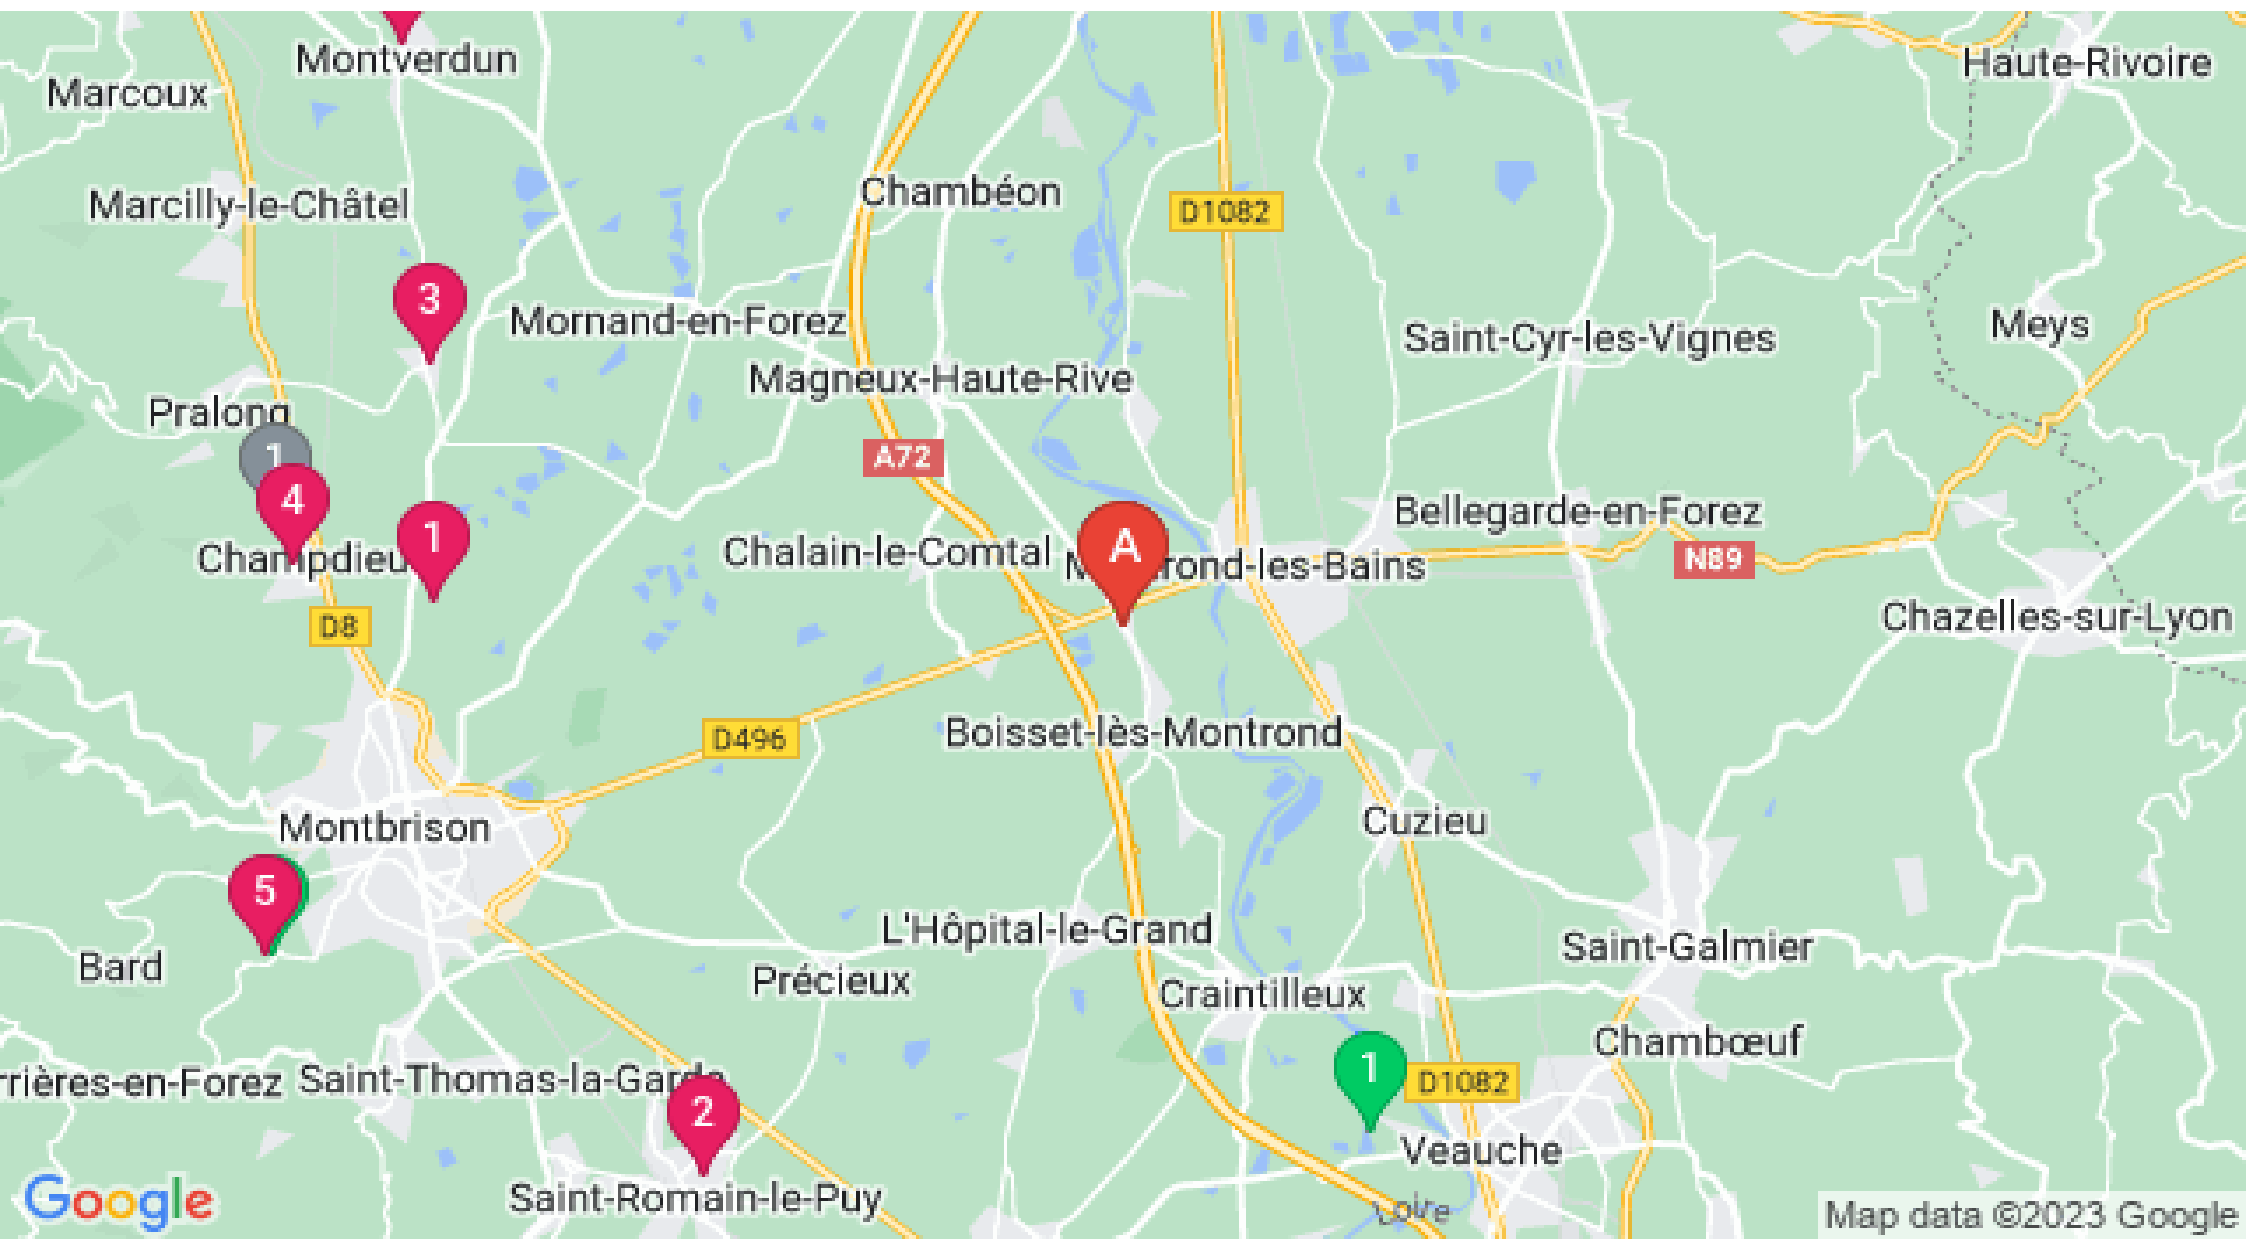 Montverdun
Haute-Rivoire
Marcoux
Chambéon
Marcilly-le-Châtel
D1082
3
Mornand-en-Forez
Meys
Saint-Cyr-les-Vignes
Magneux-Haute-Rive
Pralong
A72
1
4
Bellegarde-en-Forez
1
A
Champdieu
Chalain-le-Comtal
rond-les-Bains
N89
Chazelles-sur-Lyon
D8
Boisset-lès-Montrond
D496
Cuzieu
Montbrison
5
L'Hôpital-le-Grand
Saint-Galmier
Bard
Précieux
Craintilleux
Chambœuf
1
rrières-en-Forez
Saint-Thomas-la-Garde
D1082
2
Veauche
Saint-Romain-le-Puy
Google
Loire
Map data ©2023 Google